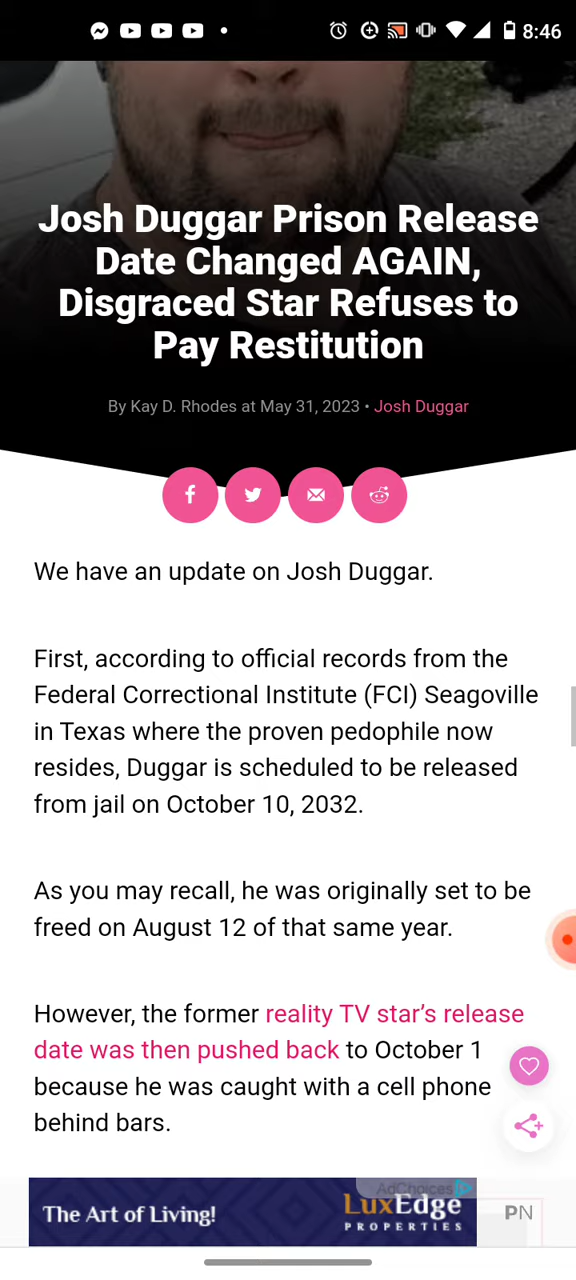 8:46
Josh Duggar Prison Release
Date Changed AGAIN,
Disgraced Star Refuses to
Pay Restitution
By Kay D. Rhodes at May 31, 2023 • Josh Duggar
We have an update on Josh Duggar.
First, according to official records from the
Federal Correctional Institute (FCI) Seagoville
in Texas where the proven pedophile now
resides, Duggar is scheduled to be released
from jail on October 10, 2032.
As you may recall, he was originally set to be
freed on August 12 of that same year.
However, the former reality TV star's release
date was then pushed back to October 1
because he was caught with a cell phone
behind bars.
AdChoices
The Art of Living!
LuxEdge
PROPERTIES
PN